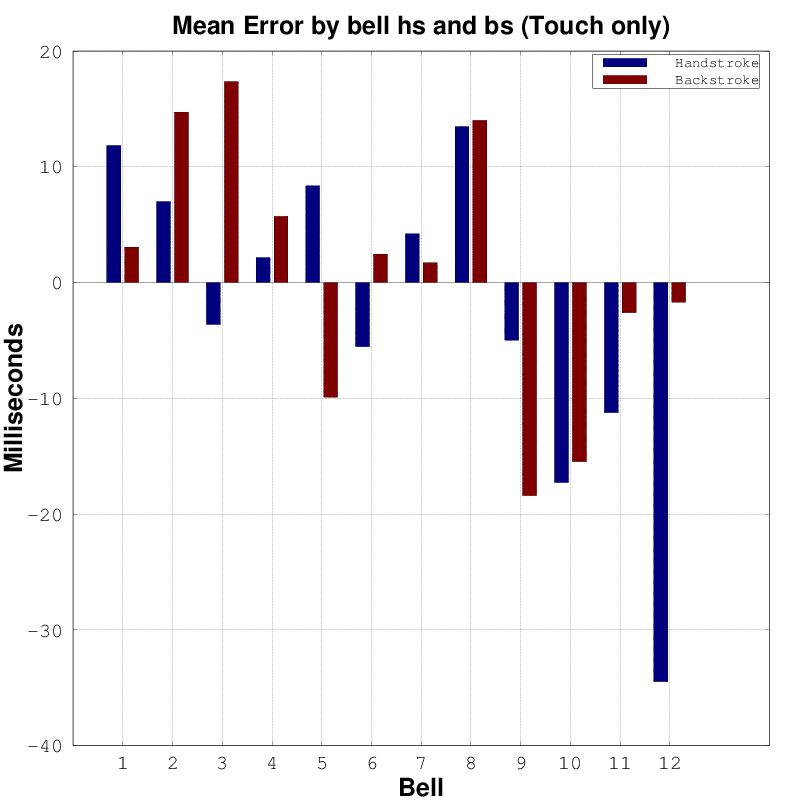 Mean Error by bell hs and bs (Touch only)
20
Handstroke
Backstroke
10
0
-10
-20
-30
-40
Milliseconds
1 2 3 4 5 6 7 8 9 10 11 12
Bell